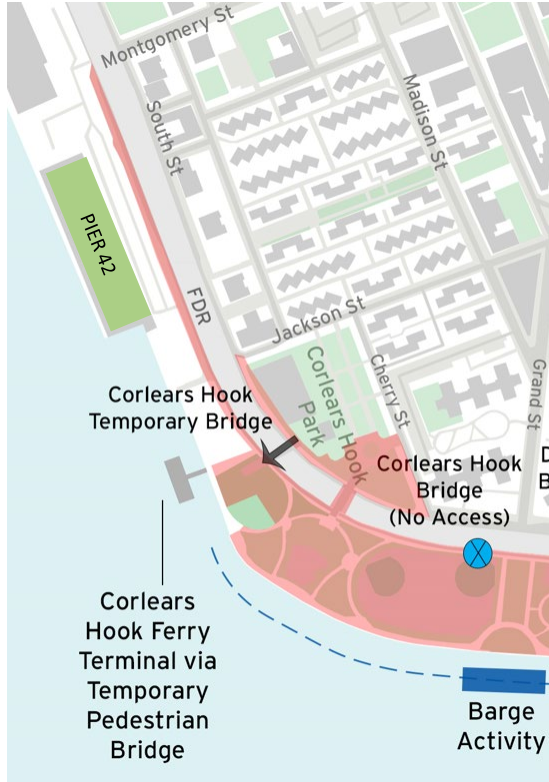 Montgomery St
South St
Madison St
PIER 42
FDR
Jackson St
Corlears Hook
Park
Cherry St
Grand St
Corlears Hook
Temporary Bridge
Corlears Hook
Bridge
(No Access)
D
B
Corlears
Hook Ferry
Terminal via
Temporary
Pedestrian
Bridge
Barge
Activity